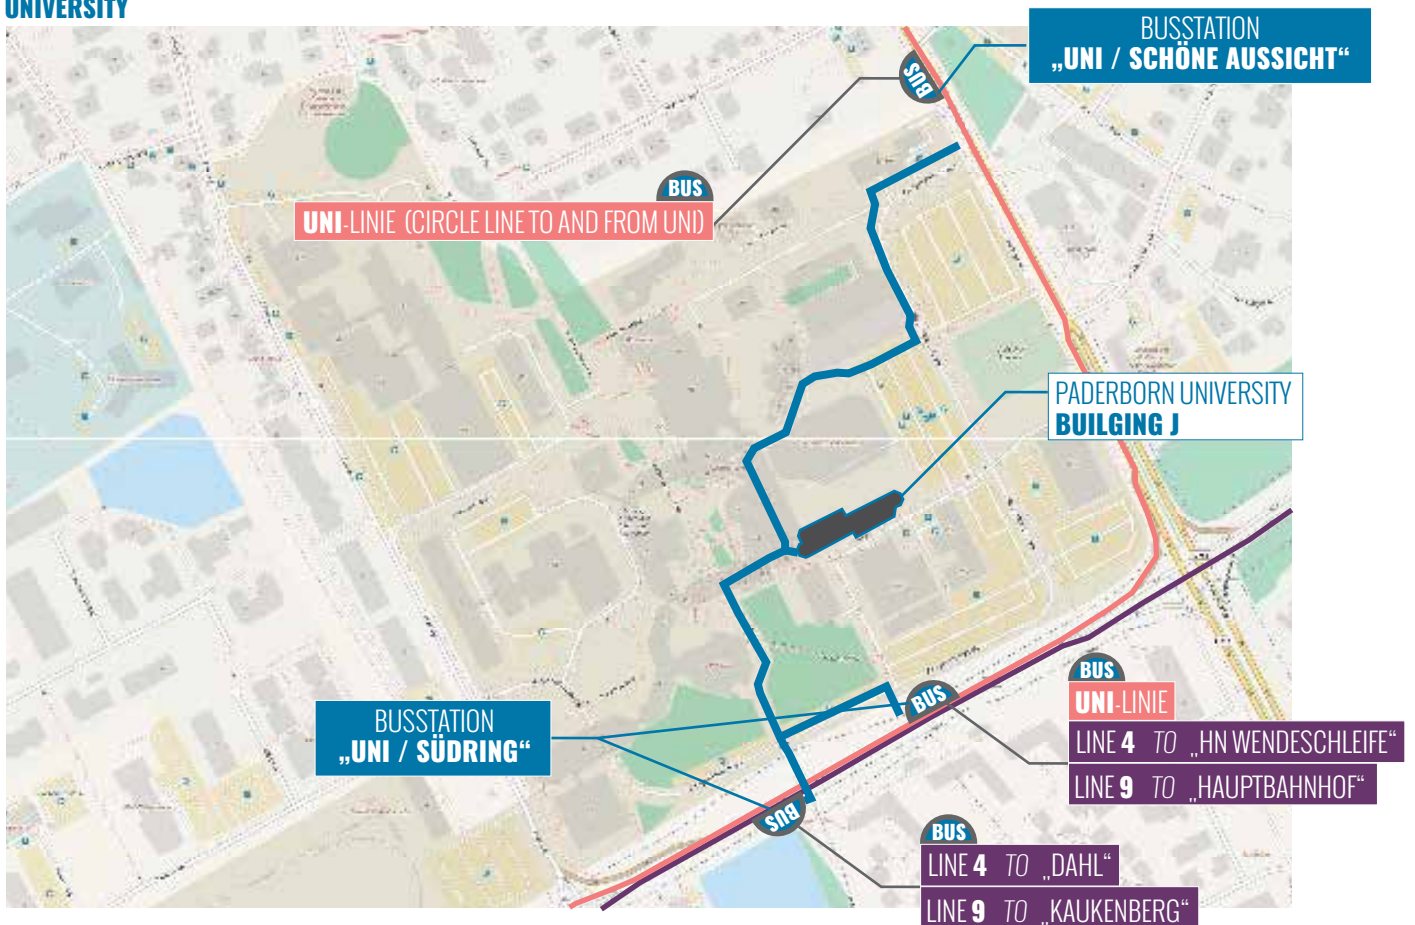 UNIVERSITY
BUSSTATION
„UNI / SCHÖNE AUSSICHT“
BUS
BUS
UNI-LINIE (CIRCLE LINE TO AND FROM UNI)
PADERBORN UNIVERSITY
BUILGING J
BUSSTATION
„UNI / SÜDRING“
BUS
BUS
UNI-LINIE
LINE 4 TO „HN WENDESCHLEIFE“
LINE 9 TO „HAUPTBAHNHOF“
BUS
BUS
LINE 4 TO „DAHL“
LINE 9 TO „KAUKENBERG“